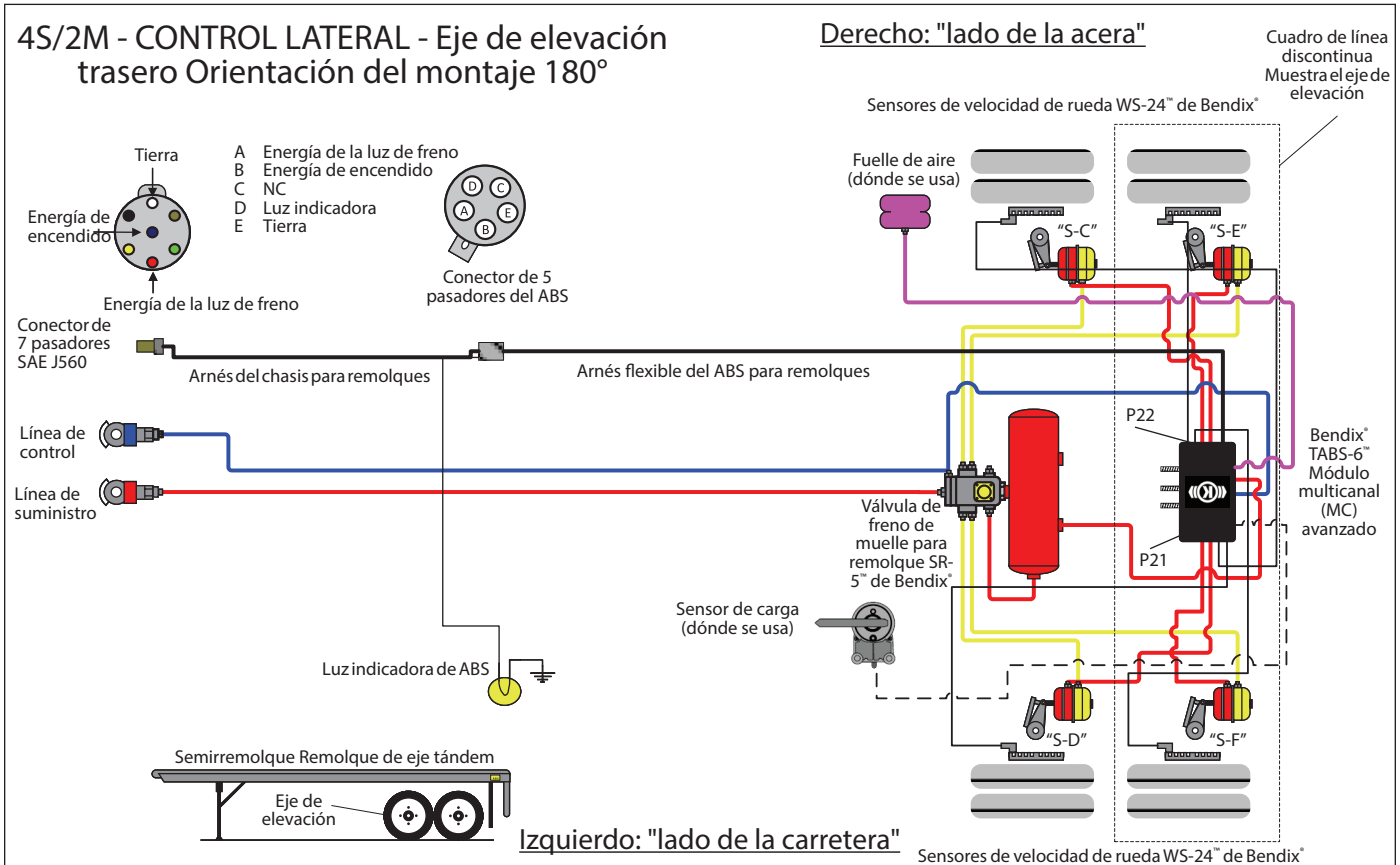 4S/2M - CONTROL LATERAL - Eje de elevación
trasero Orientación del montaje 180°
Derecho: "lado de la acera"
Cuadro de línea
discontinua
Muestra el eje de
elevación
Sensores de velocidad de rueda WS-24™ de Bendix®
Tierra
A Energía de la luz de freno
B Energía de encendido
C NC
D Luz indicadora
E Tierra
Energía de
encendido
Energía de la luz de freno
D
C
A
E
B
Conector de 5
pasadores del ABS
Fuelle de aire
(dónde se usa)
"S-C"
"S-E"
Conector de
7 pasadores
SAE J560
Arnés del chasis para remolques
Arnés flexible del ABS para remolques
Línea de
control
Línea de
suministro
P22
P21
K
Bendix®
TABS-6™
Módulo
multicanal
(MC)
avanzado
Válvula de
freno de
muelle para
remolque SR-
5™ de Bendix®
Sensor de carga
(dónde se usa)
Luz indicadora de ABS
"S-D"
"S-F"
Semirremolque Remolque de eje tándem
Eje de
elevación
Izquierdo: "lado de la carretera"
Sensores de velocidad de rueda WS-24™ de Bendix®